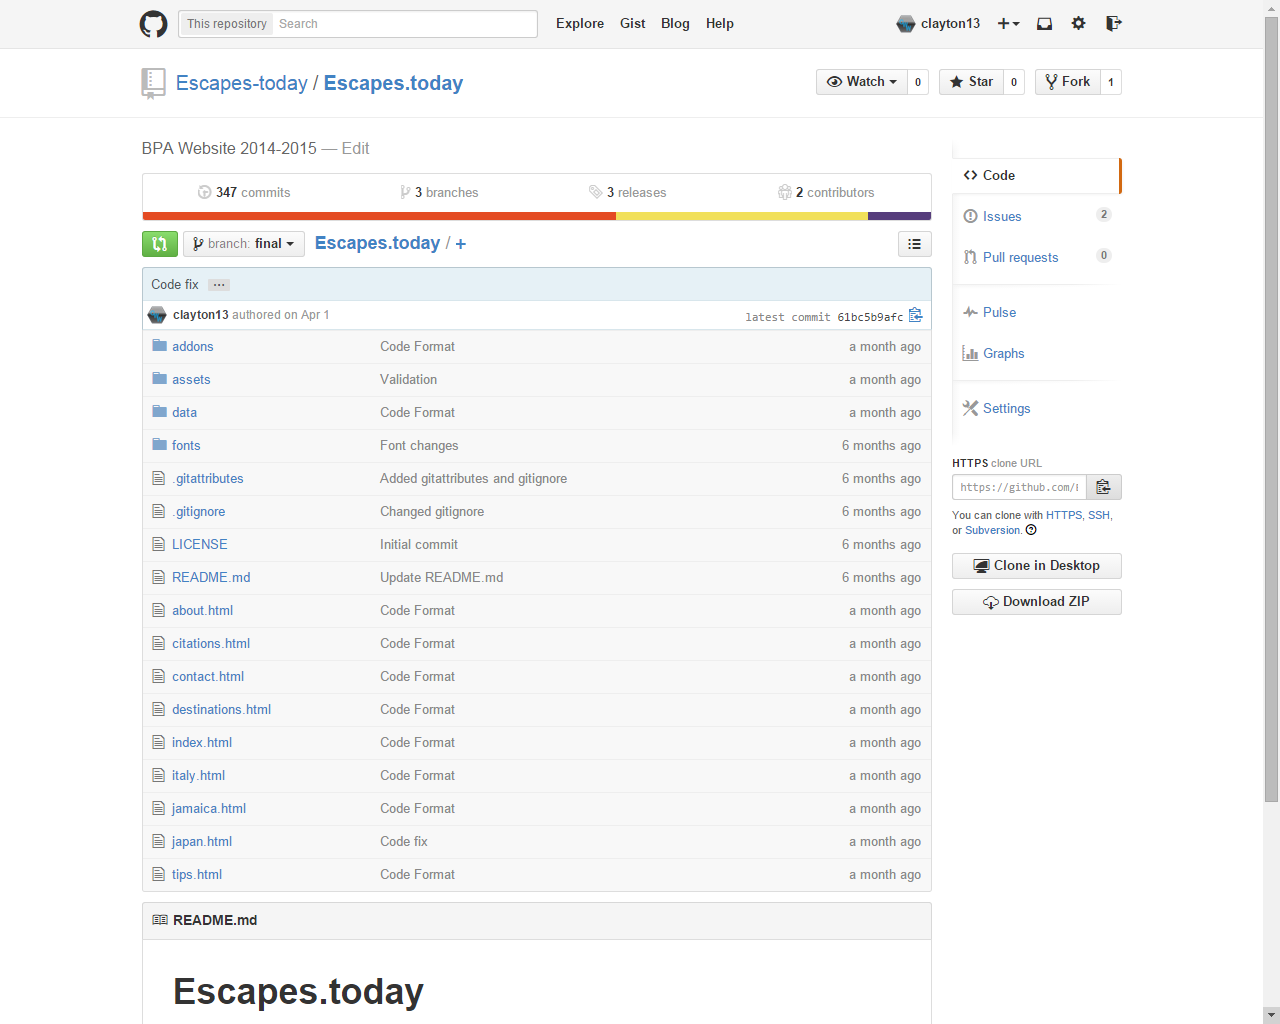 This repository Search Explore Gist Blog Help clayton13
Escapes-today / Escapes.today Watch 0 Star 0 Fork 1
BPA Website 2014-2015 — Edit
347 commits 3 branches 3 releases 2 contributors
branch: final Escapes.today / +
Code fix …
clayton13 authored on Apr 1 latest commit 61bc5b9afc
addons Code Format a month ago
assets Validation a month ago
data Code Format a month ago
fonts Font changes 6 months ago
.gitattributes Added gitattributes and gitignore 6 months ago
.gitignore Changed gitignore 6 months ago
LICENSE Initial commit 6 months ago
README.md Update README.md 6 months ago
about.html Code Format a month ago
citations.html Code Format a month ago
contact.html Code Format a month ago
destinations.html Code Format a month ago
index.html Code Format a month ago
italy.html Code Format a month ago
jamaica.html Code Format a month ago
japan.html Code fix a month ago
tips.html Code Format a month ago
README.md
Escapes.today
Code
Issues 2
Pull requests 0
Pulse
Graphs
Settings
HTTPS clone URL
https://github.com/
You can clone with HTTPS, SSH,
or Subversion.
Clone in Desktop
Download ZIP